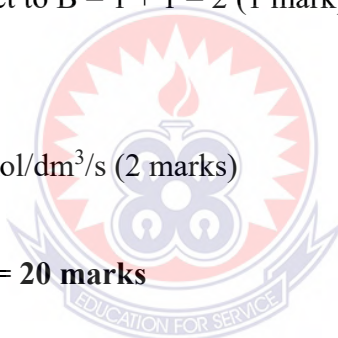 ct to B = 1 + 1 = 2 (1 mark
ol/dm³/s (2 marks)
= 20 marks
EDUCATION FOR SERVICE